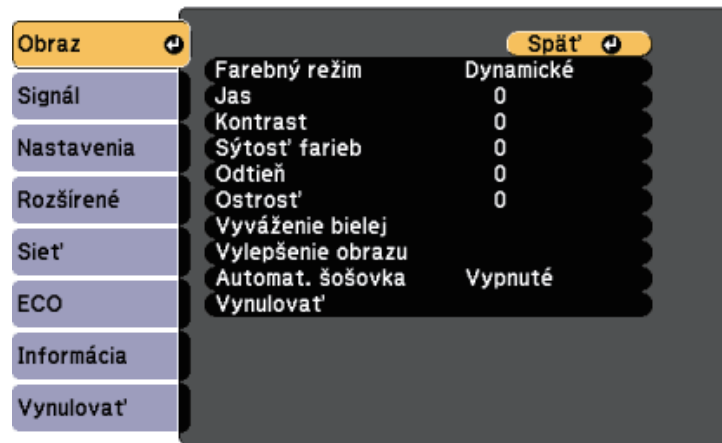 Obraz
Signál
Nastavenia
Rozšírené
Sieť
ECO
Informácia
Vynulovať
Späť
Farebný režim Dynamické
Jas 0
Kontrast 0
Sýtosť farieb 0
Odtieň 0
Ostrosť 0
Vyváženie bielej
Vylepšenie obrazu
Automat. šošovka Vypnuté
Vynulovať